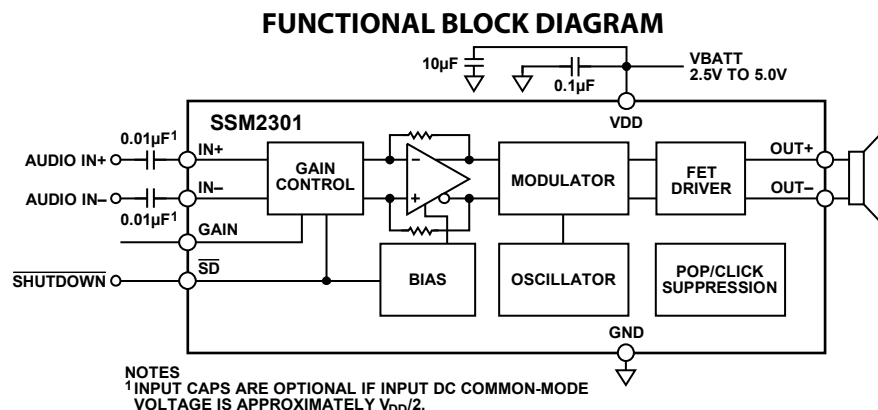 FUNCTIONAL BLOCK DIAGRAM
10µF
0.1µF
VBATT
2.5V TO 5.0V
VDD
SSM2301
0.01µF¹
AUDIO IN+
IN+
AUDIO IN–
IN–
0.01µF¹
GAIN
SHUTDOWN
SD
GAIN
CONTROL
–
+
BIAS
MODULATOR
OSCILLATOR
FET
DRIVER
POP/CLICK
SUPPRESSION
OUT+
OUT–
GND
NOTES
¹INPUT CAPS ARE OPTIONAL IF INPUT DC COMMON-MODE
VOLTAGE IS APPROXIMATELY VDD/2.